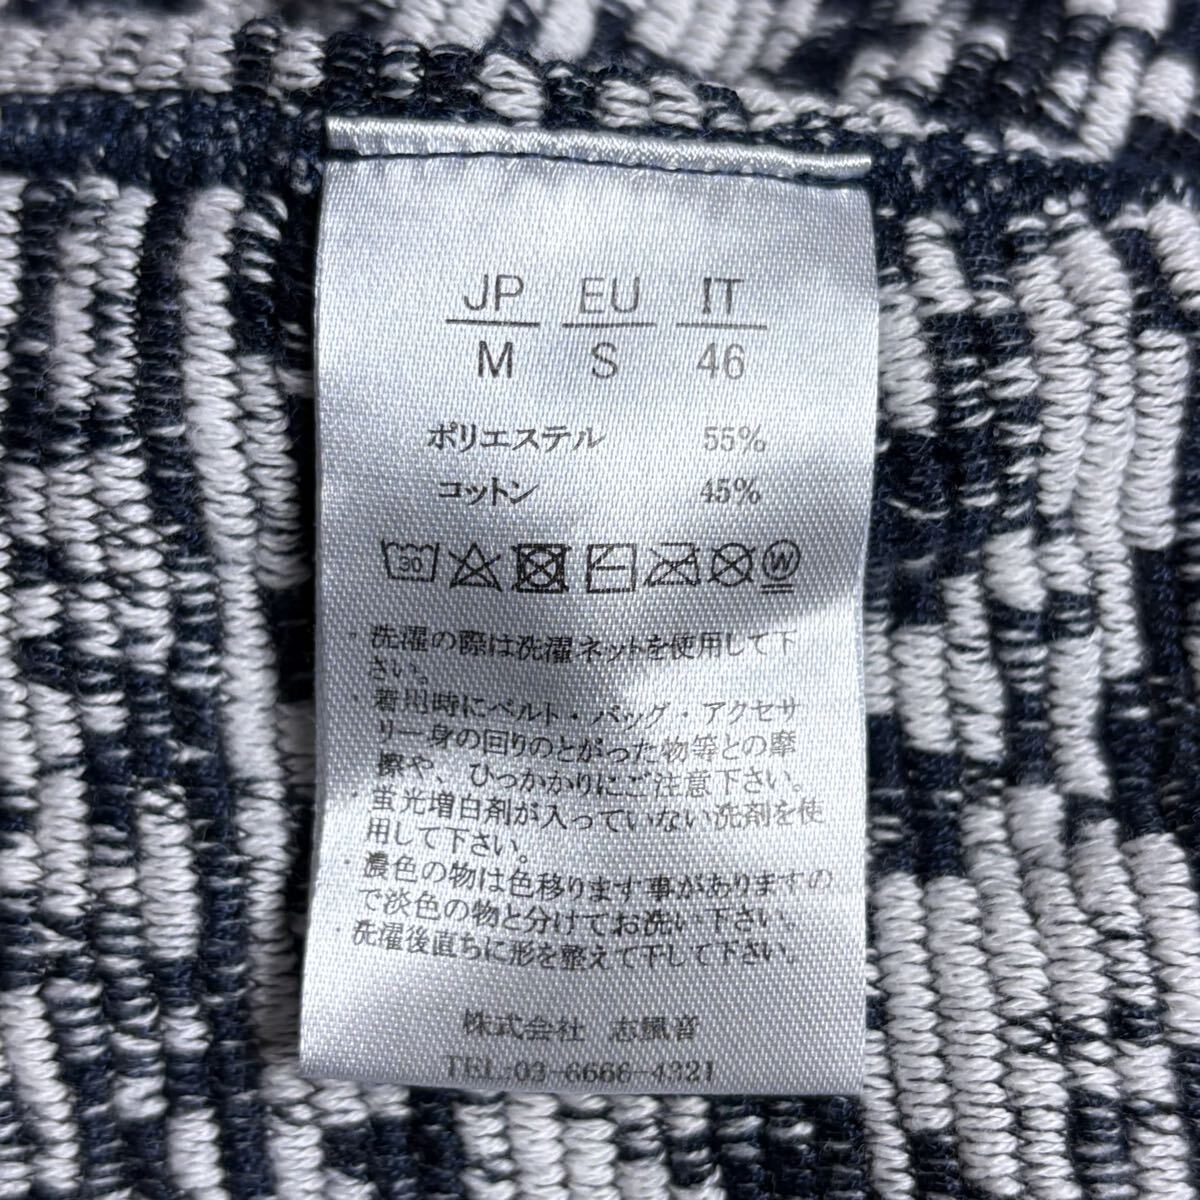 JP EU IT
M S 46
ポリエステル 55%
コットン 45%
30 W
・洗濯の際は洗濯ネットを使用して下
さい。
・着用時にベルト・バッグ・アクセサ
リー身の回りのとがった物等との摩
擦や、ひっかかりにご注意下さい。
・蛍光増白剤が入っていない洗剤を使
用して下さい。
・濃色の物は色移ります事がありますの
で淡色の物と分けてお洗い下さい。
・洗濯後直ちに形を整えて干して下さい。
株式会社 志風音
TEL:03-6666-4321